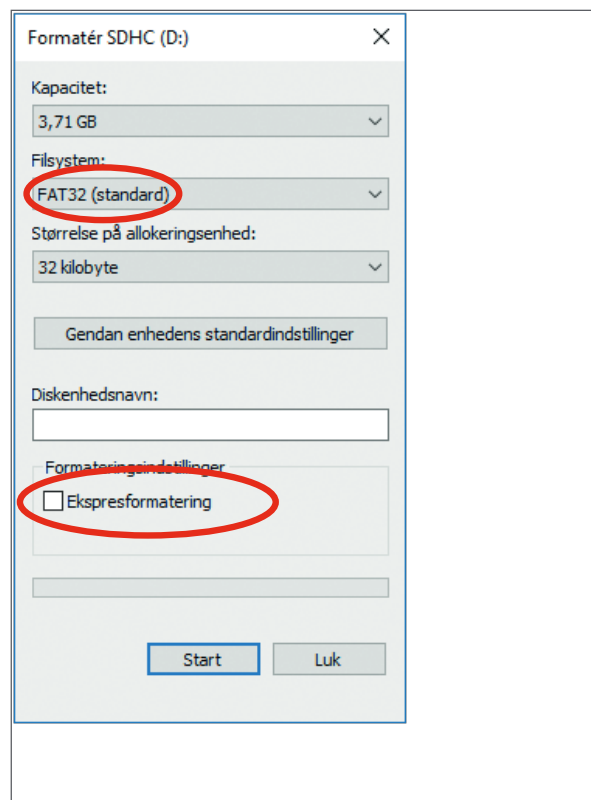 Formatér SDHC (D:)
Kapacitet:
3,71 GB
Filsystem:
FAT32 (standard)
Størrelse på allokeringsenhed:
32 kilobyte
Gendan enhedens standardindstillinger
Diskenhedsnavn:
Formateringsindstillinger
Ekspresformatering
Start
Luk